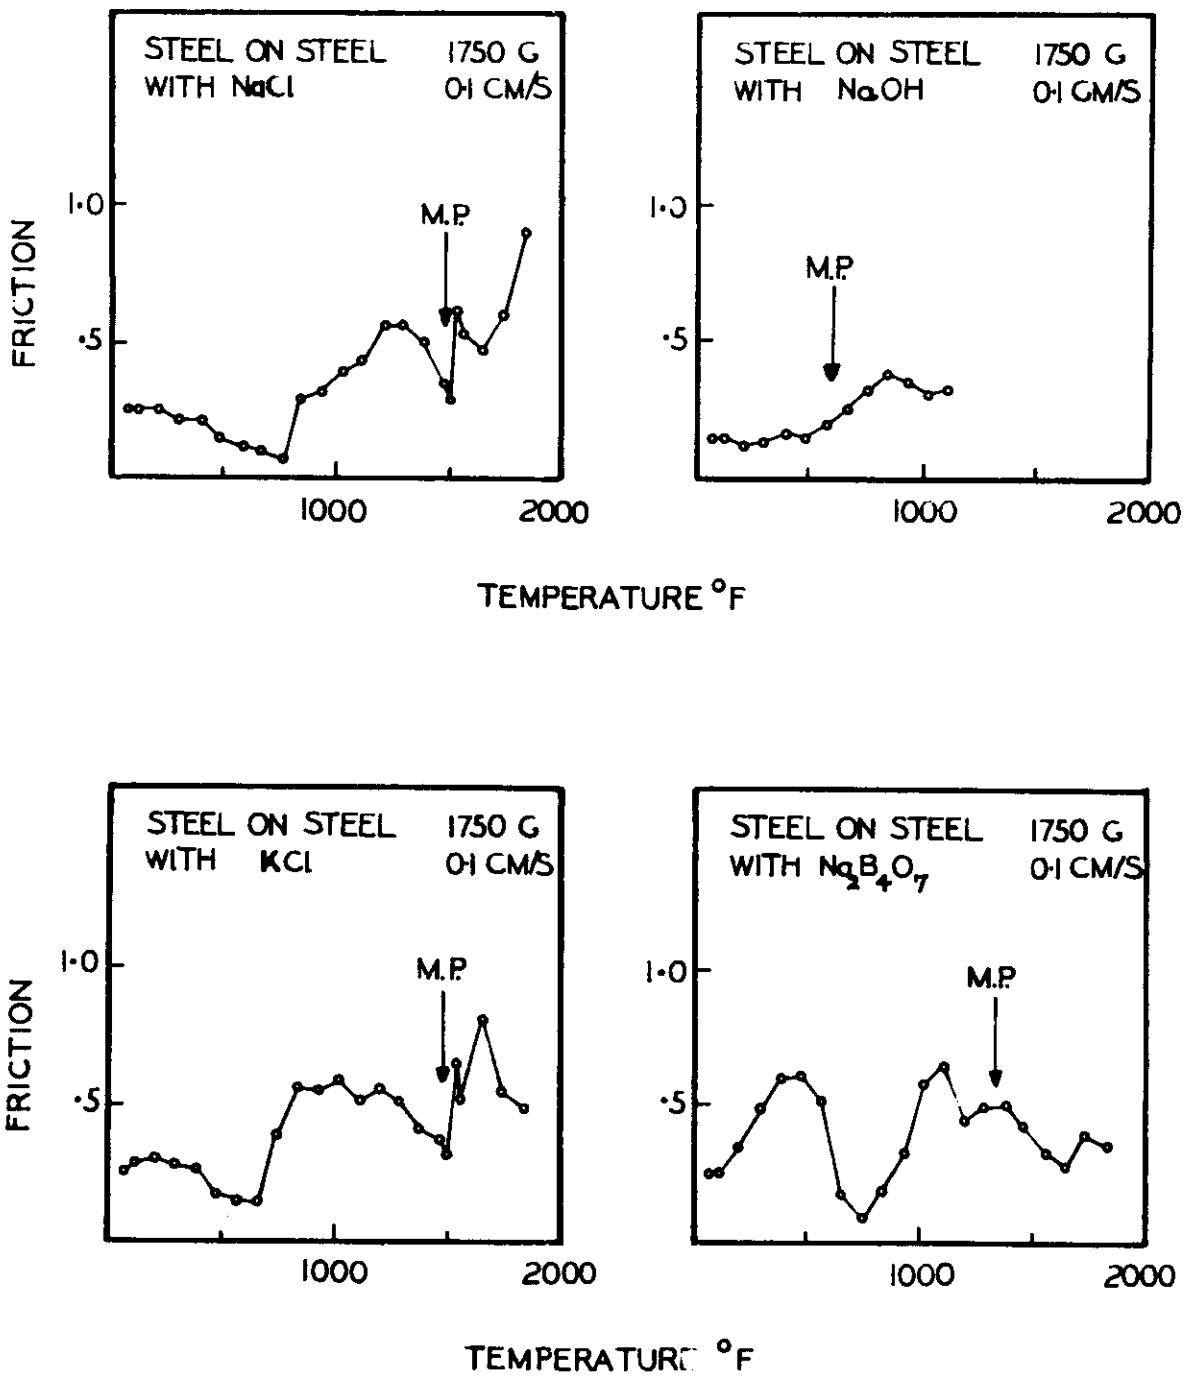 STEEL ON STEEL 1750 G
WITH NaCl 0·1 CM/S
1·0
M.P.
FRICTION
·5
1000 2000
STEEL ON STEEL 1750 G
WITH NaOH 0·1 CM/S
1·0
M.P.
·5
1000 2000
TEMPERATURE °F
STEEL ON STEEL 1750 G
WITH KCl 0·1 CM/S
1·0
M.P.
FRICTION
·5
1000 2000
STEEL ON STEEL 1750 G
WITH Na₂B₄O₇ 0·1 CM/S
1·0
M.P.
·5
1000 2000
TEMPERATURE °F